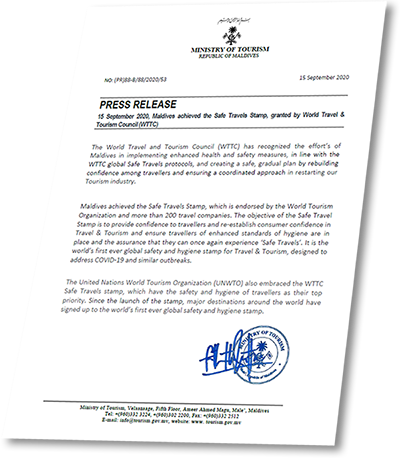 MINISTRY OF TOURISM
REPUBLIC OF MALDIVES
NO: (PR)88-B/88/2020/53
15 September 2020
PRESS RELEASE
15 September, 2020, Maldives achieved the Safe Travels Stamp, granted by World Travel &
Tourism Council (WTTC)
The World Travel and Tourism Council (WTTC) has recognized the effort's of
Maldives in implementing enhanced health and safety measures, in line with the
WTTC global Safe Travels protocols, and creating a safe, gradual plan by rebuilding
confidence among travellers and ensuring a coordinated approach in restarting our
Tourism industry.
Maldives achieved the Safe Travels Stamp, which is endorsed by the World Tourism
Organization and more than 200 travel companies. The objective of the Safe Travel
Stamp is to provide confidence to travellers and re-establish consumer confidence in
Travel & Tourism and ensure travellers of enhanced standards of hygiene are in
place and the assurance that they can once again experience 'Safe Travels'. It is the
world's first ever global safety and hygiene stamp for Travel & Tourism, designed to
address COVID-19 and similar outbreaks.
The United Nations World Tourism Organization (UNWTO) also embraced the WTTC
Safe Travels stamp, which have the safety and hygiene of travellers as their top
priority. Since the launch of the stamp, major destinations around the world have
signed up to the world's first ever global safety and hygiene stamp.
MINISTRY OF TOURISM
Ministry of Tourism, Velaanaage, Fifth Floor, Ameer Ahmed Magu, Male', Maldives
Tel: +(960)332 3224, +(960)302 2200, Fax: +(960)332 2512
E-mail: info@tourism.gov.mv, website: www. tourism.gov.mv